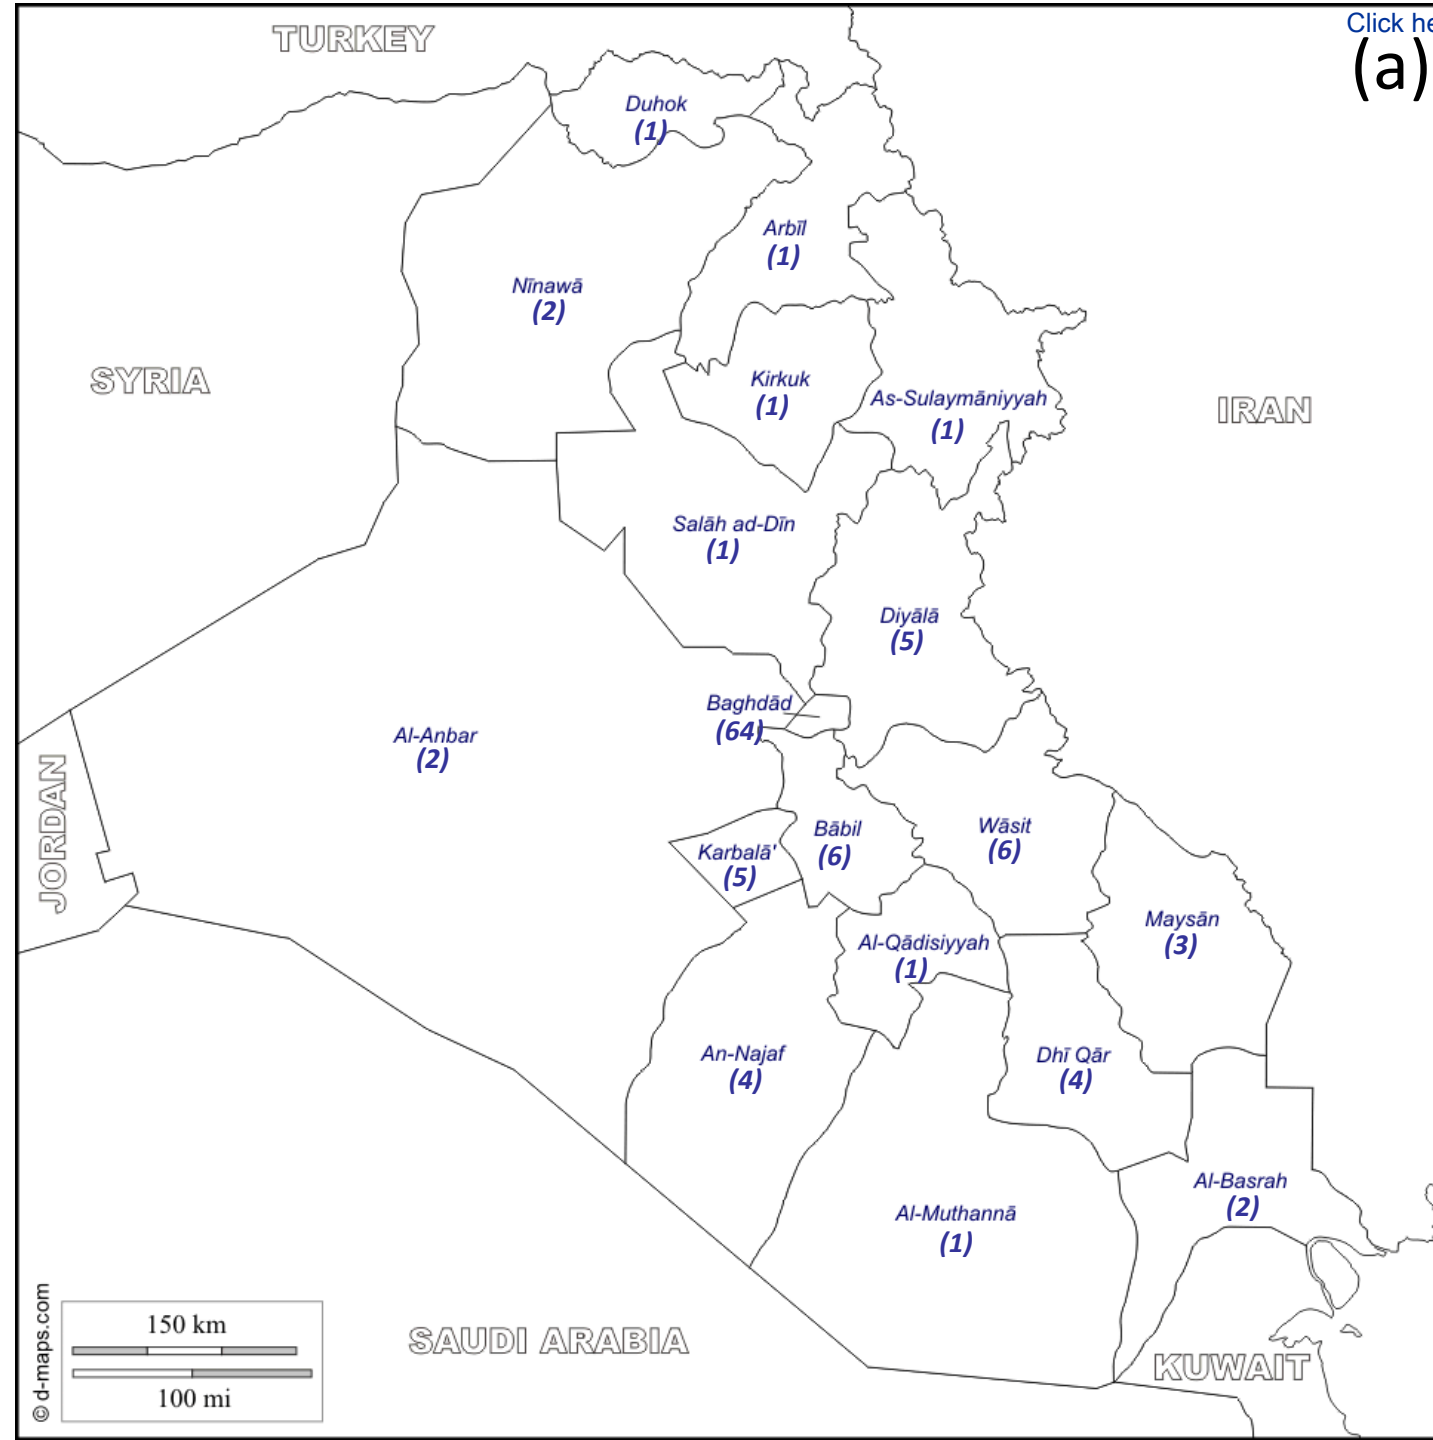 Click he
(a)
TURKEY
Duhok
(1)
Arbīl
(1)
Nīnawā
(2)
SYRIA
Kirkuk
(1)
As-Sulaymāniyyah
(1)
IRAN
Salāh ad-Dīn
(1)
Diyālā
(5)
Baghdād
(64)
Al-Anbar
(2)
JORDAN
Bābil
(6)
Wāsit
(6)
Karbalā'
(5)
Maysān
(3)
Al-Qādisiyyah
(1)
An-Najaf
(4)
Dhī Qār
(4)
Al-Basrah
(2)
Al-Muthannā
(1)
© d-maps.com
150 km
100 mi
SAUDI ARABIA
KUWAIT